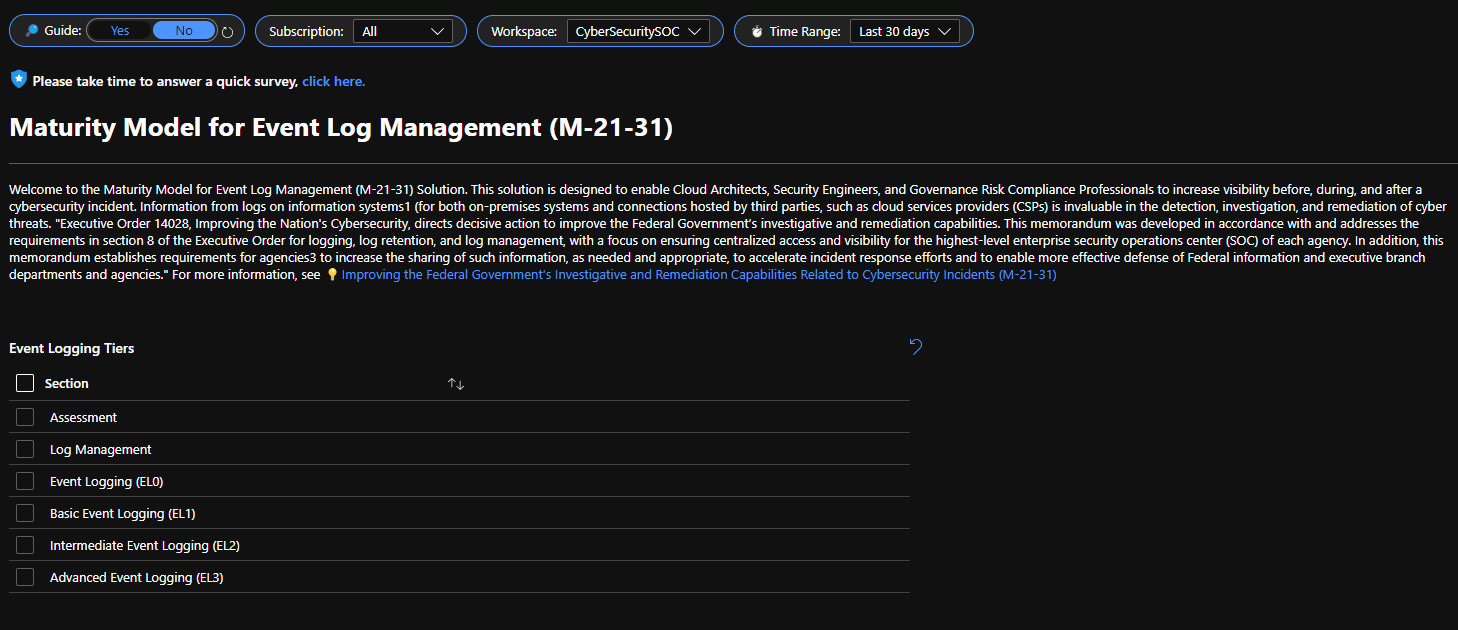 Guide: Yes No Subscription: All Workspace: CyberSecuritySOC Time Range: Last 30 days
Please take time to answer a quick survey, click here.
Maturity Model for Event Log Management (M-21-31)
Welcome to the Maturity Model for Event Log Management (M-21-31) Solution. This solution is designed to enable Cloud Architects, Security Engineers, and Governance Risk Compliance Professionals to increase visibility before, during, and after a
cybersecurity incident. Information from logs on information systems1 (for both on-premises systems and connections hosted by third parties, such as cloud services providers (CSPs) is invaluable in the detection, investigation, and remediation of cyber
threats. "Executive Order 14028, Improving the Nation's Cybersecurity, directs decisive action to improve the Federal Government's investigative and remediation capabilities. This memorandum was developed in accordance with and addresses the
requirements in section 8 of the Executive Order for logging, log retention, and log management, with a focus on ensuring centralized access and visibility for the highest-level enterprise security operations center (SOC) of each agency. In addition, this
memorandum establishes requirements for agencies3 to increase the sharing of such information, as needed and appropriate, to accelerate incident response efforts and to enable more effective defense of Federal information and executive branch
departments and agencies." For more information, see Improving the Federal Government's Investigative and Remediation Capabilities Related to Cybersecurity Incidents (M-21-31)
Event Logging Tiers
Section
Assessment
Log Management
Event Logging (EL0)
Basic Event Logging (EL1)
Intermediate Event Logging (EL2)
Advanced Event Logging (EL3)